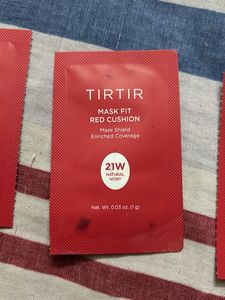 TIRTIR
MASK FIT
RED CUSHION
Mask Shield
Enriched Coverage
21W
NATURAL
IVORY
Net. Wt. 0.03 oz. (1 g)